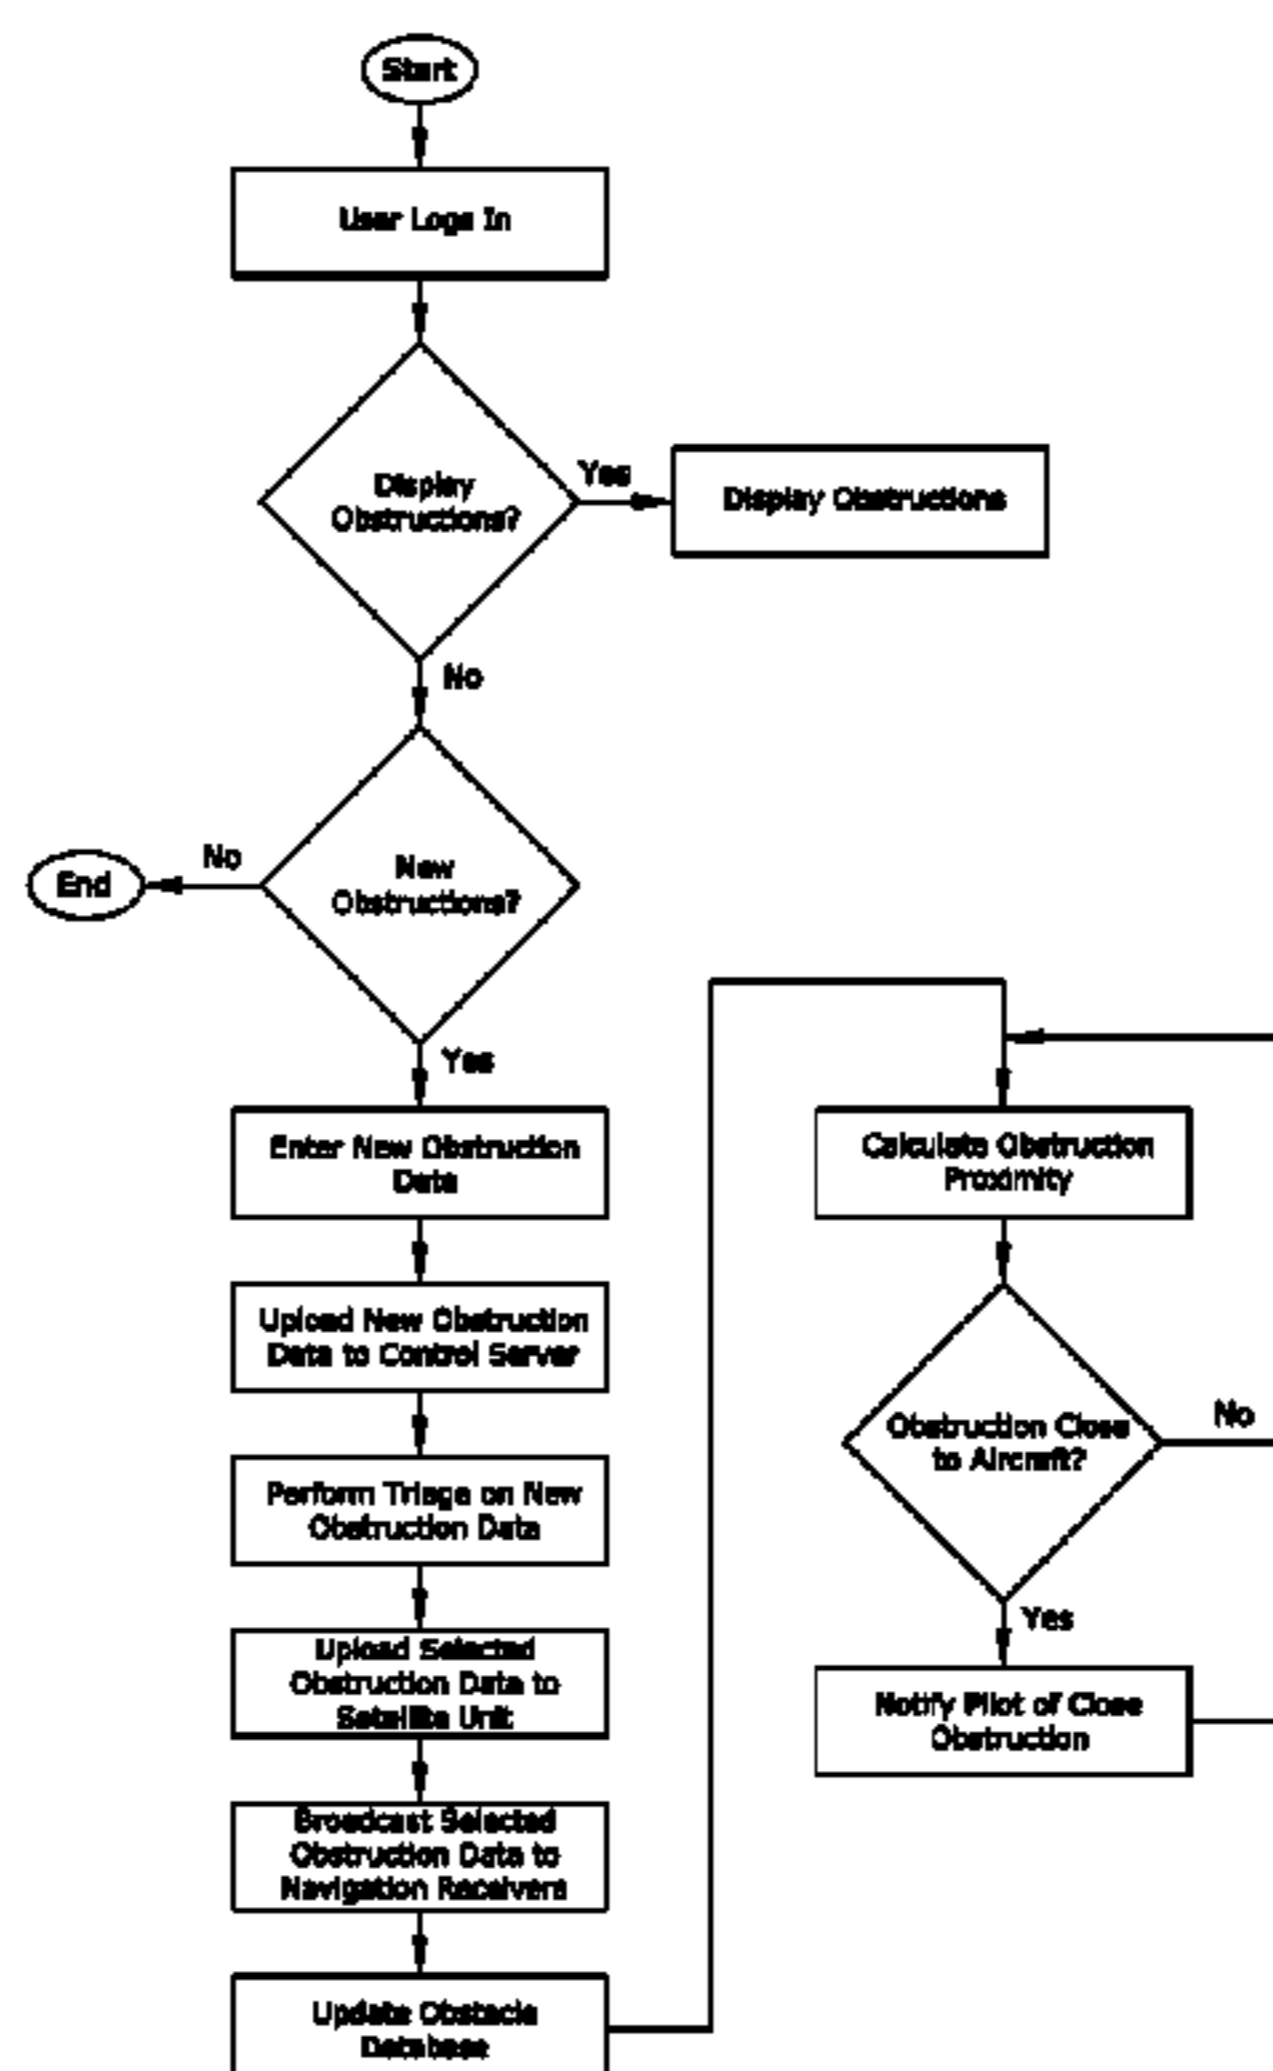 Start
User Logs In
Display
Obstructions?
Yes
Display Obstructions
No
New
Obstructions?
No
End
Yes
Enter New Obstruction
Data
Upload New Obstruction
Data to Control Server
Perform Triage on New
Obstruction Data
Upload Selected
Obstruction Data to
Satellite Unit
Broadcast Selected
Obstruction Data to
Navigation Receivers
Update Obstacle
Database
Calculate Obstruction
Proximity
Obstruction Close
to Aircraft?
No
Yes
Notify Pilot of Close
Obstruction